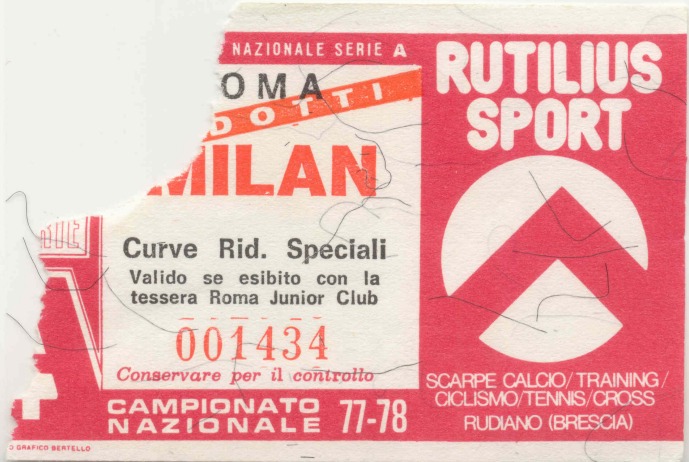 NAZIONALE SERIE A
ROMA
DOTTI
MILAN
Curve Rid. Speciali
Valido se esibito con la
tessera Roma Junior Club
001434
Conservare per il controllo
CAMPIONATO
NAZIONALE 77-78
GRAFICO BERTELLO
RUTILIUS
SPORT
SCARPE CALCIO/TRAINING/
CICLISMO/TENNIS/CROSS
RUDIANO (BRESCIA)